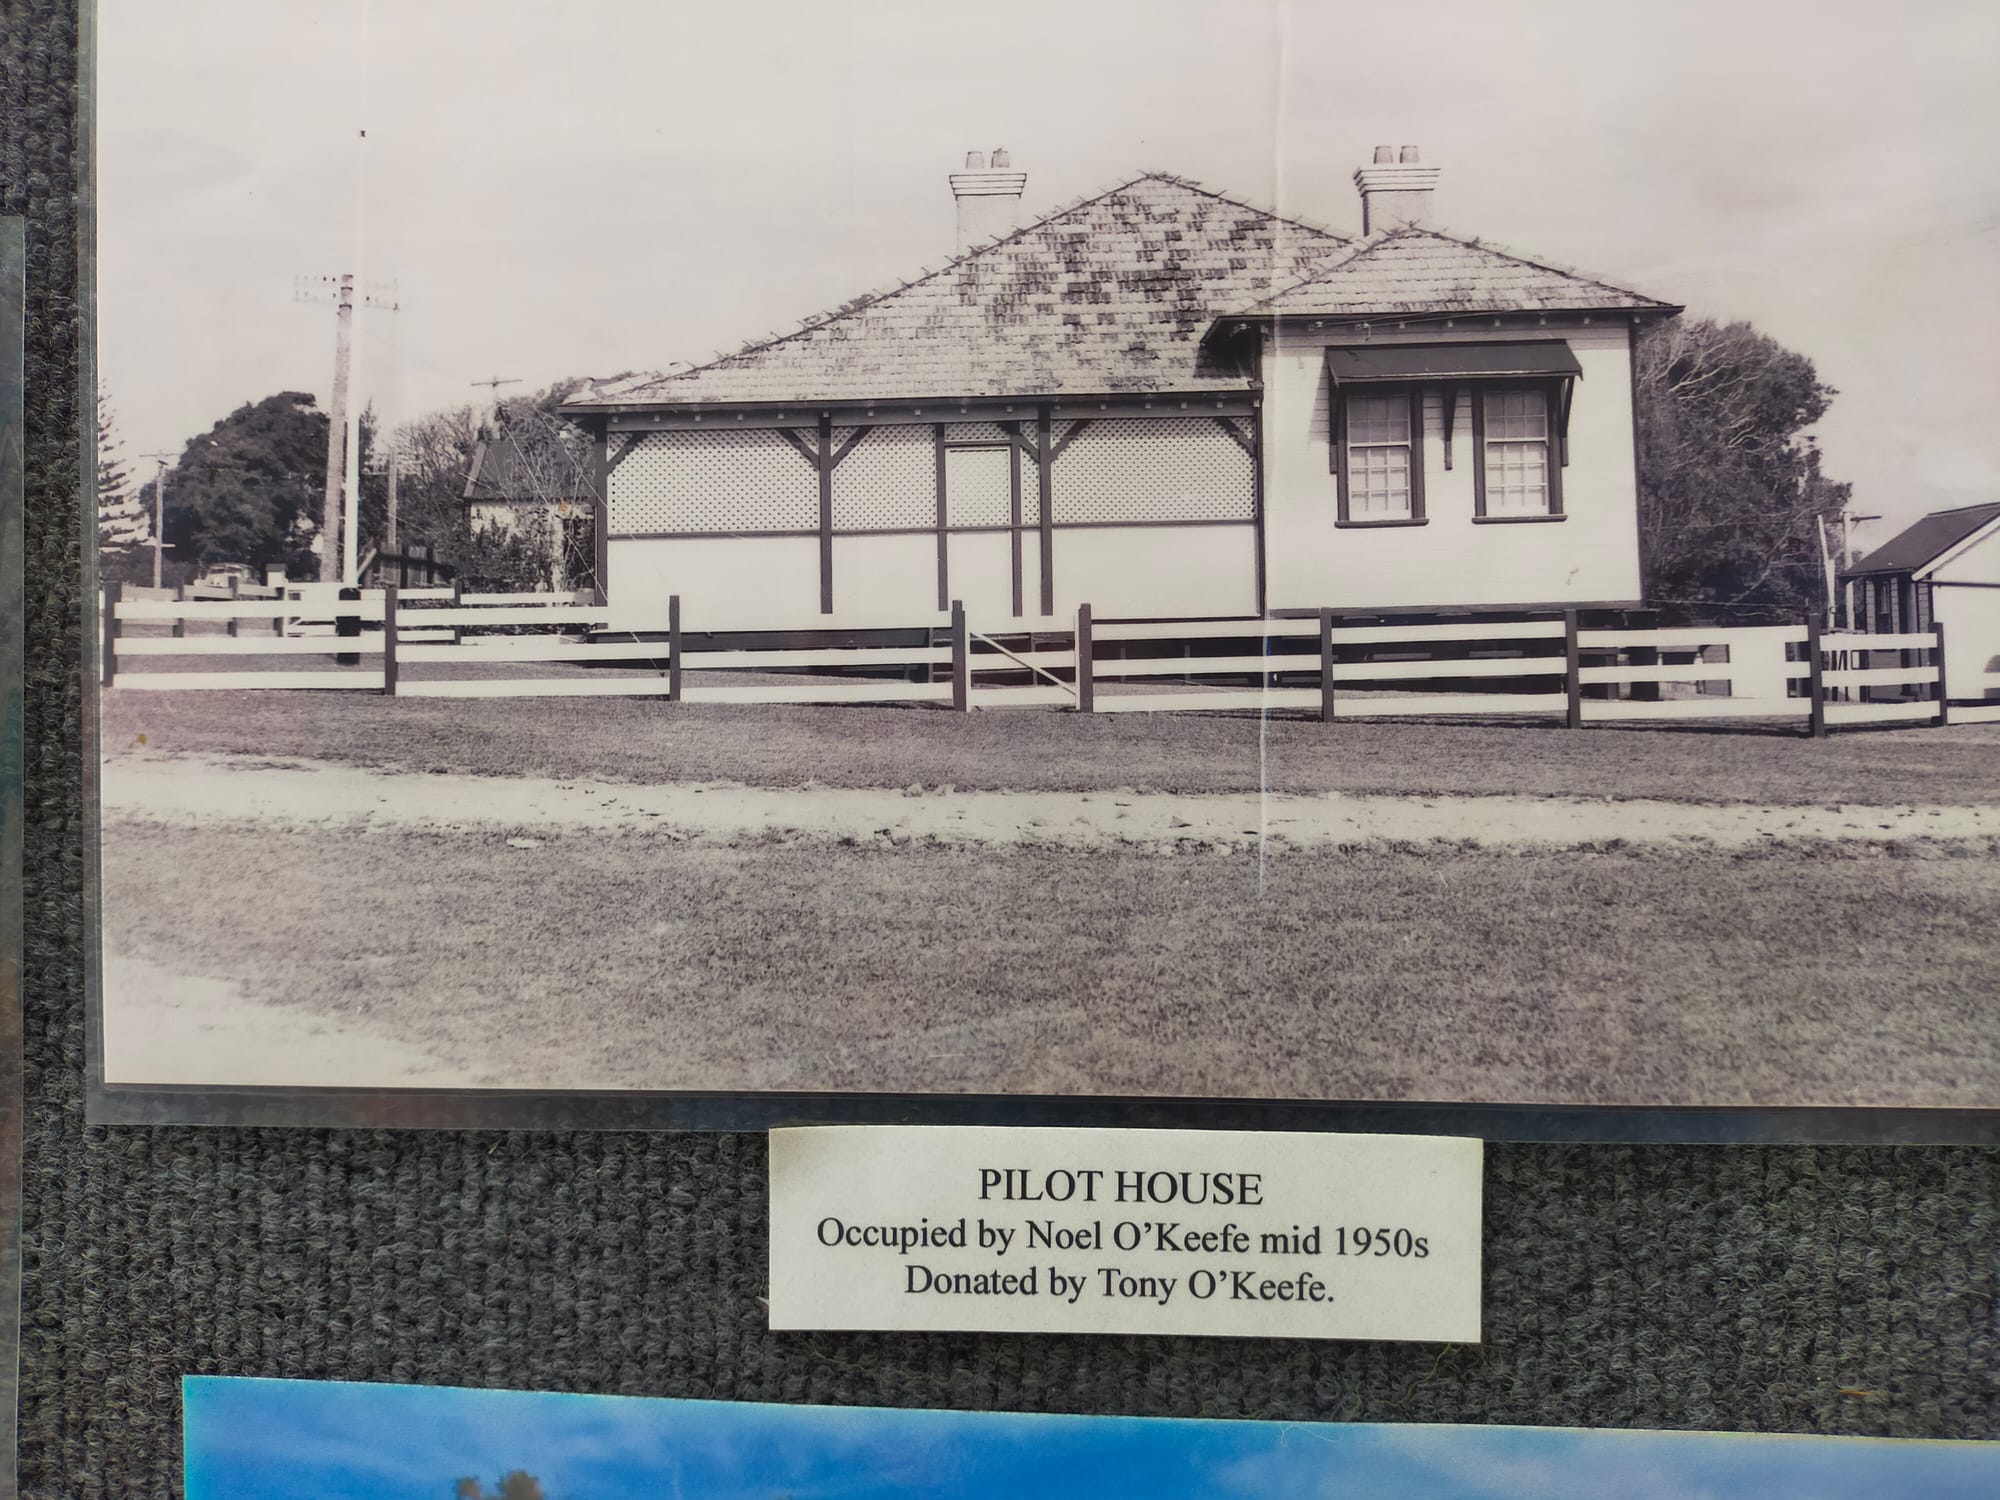 PILOT HOUSE
Occupied by Noel O'Keefe mid 1950s
Donated by Tony O'Keefe.